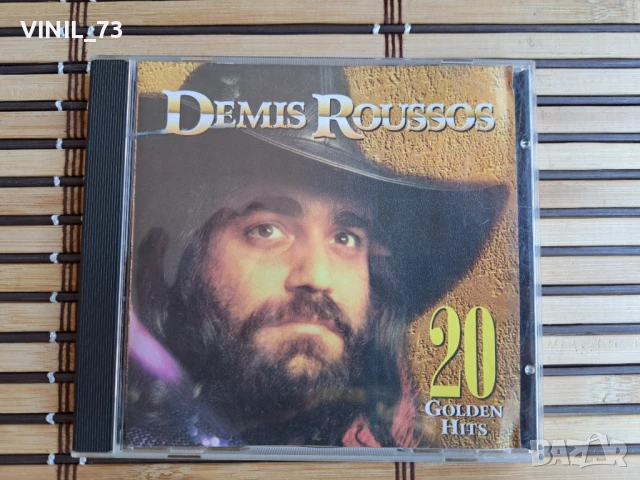 VINIL_73
DEMIS ROUSSOS
20
GOLDEN
HITS
BAZAR